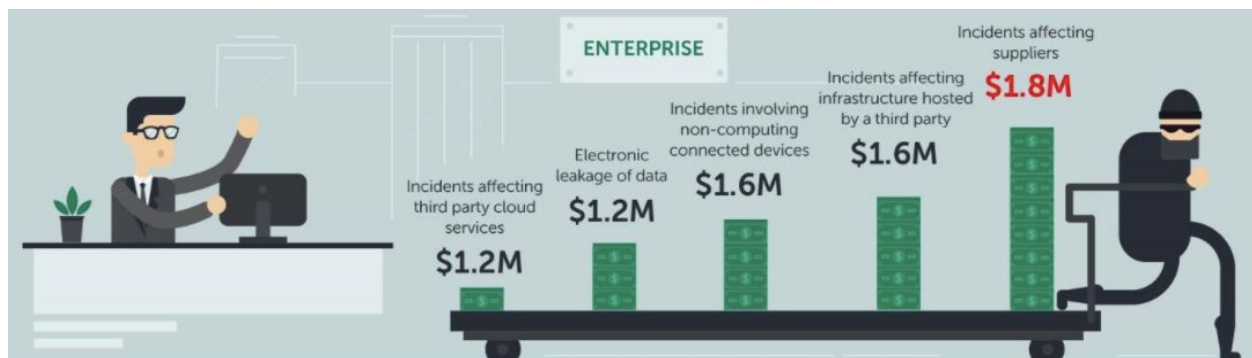 ENTERPRISE
Incidents affecting
third party cloud
services
$1.2M
Electronic
leakage of data
$1.2M
Incidents involving
non-computing
connected devices
$1.6M
Incidents affecting
infrastructure hosted
by a third party
$1.6M
Incidents affecting
suppliers
$1.8M